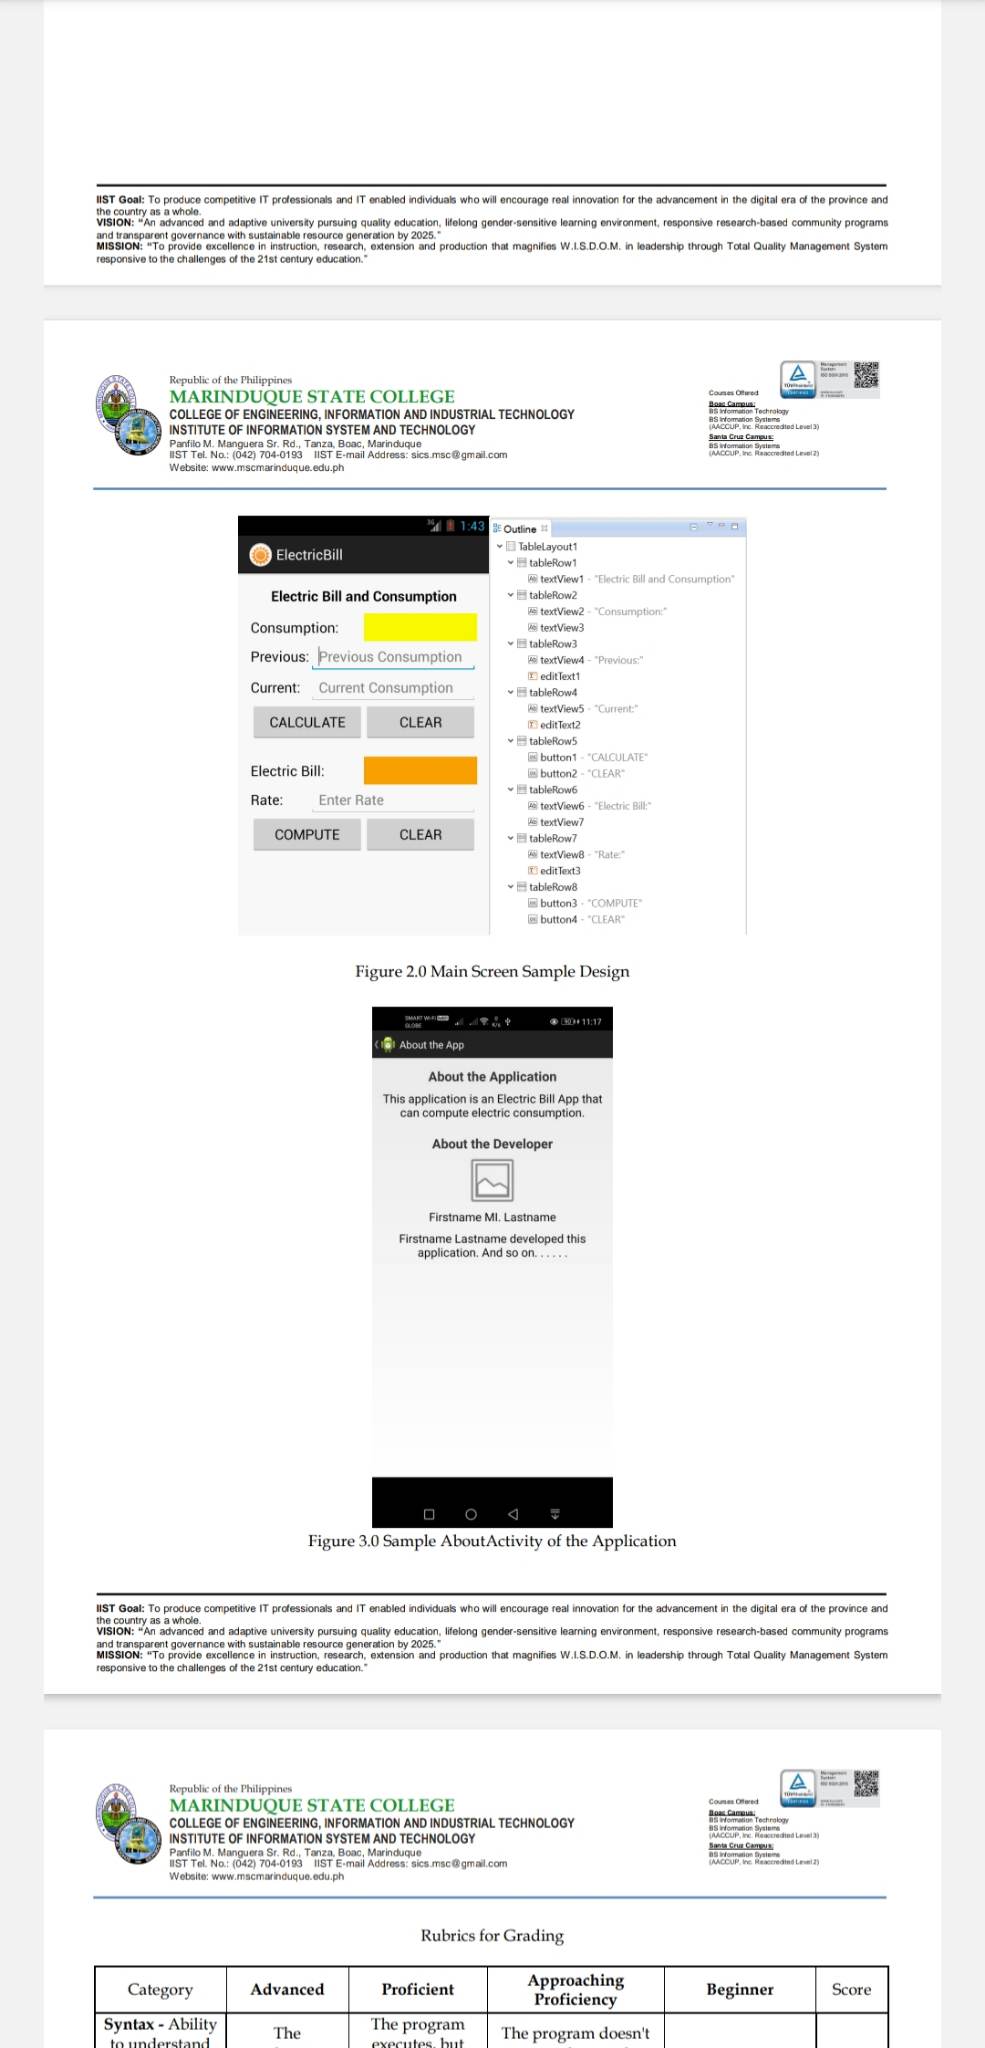 IIST Goal: To produce competitive IT professionals and IT enabled individuals who will encourage real innovation for the advancement in the digital era of the province and
the country as a whole.
VISION: "An advanced and adaptive university pursuing quality education, lifelong gender-sensitive learning environment, responsive research-based community programs
and transparent governance with sustainable resource generation by 2025."
MISSION: "To provide excellence in instruction, research, extension and production that magnifies W.I.S.D.O.M. in leadership through Total Quality Management System
responsive to the challenges of the 21st century education."
Republic of the Philippines
MARINDUQUE STATE COLLEGE
COLLEGE OF ENGINEERING, INFORMATION AND INDUSTRIAL TECHNOLOGY
INSTITUTE OF INFORMATION SYSTEM AND TECHNOLOGY
Panfilo M. Manguera Sr. Rd., Tanza, Boac, Marinduque
IIST Tel. No.: (042) 704-0193 IIST E-mail Address: sics.msc@gmail.com
Website: www.mscmarinduque.edu.ph
Courses Offered
Boac Campus:
BS Information Technology
BS Information Systems
(AACCUP, Inc. Reaccredited Level 3)
Santa Cruz Campus:
BS Information Systems
(AACCUP, Inc. Reaccredited Level 2)
Management
System
1:43
ElectricBill
Electric Bill and Consumption
Consumption:
Previous: Previous Consumption
Current: Current Consumption
CALCULATE CLEAR
Electric Bill:
Rate: Enter Rate
COMPUTE CLEAR
Outline
TableLayout1
tableRow1
textView1 - "Electric Bill and Consumption"
tableRow2
textView2 - "Consumption:"
textView3
tableRow3
textView4 - "Previous:"
editText1
tableRow4
textView5 - "Current:"
editText2
tableRow5
button1 - "CALCULATE"
button2 - "CLEAR"
tableRow6
textView6 - "Electric Bill:"
textView7
tableRow7
textView8 - "Rate:"
editText3
tableRow8
button3 - "COMPUTE"
button4 - "CLEAR"
Figure 2.0 Main Screen Sample Design
11:17
About the App
About the Application
This application is an Electric Bill App that
can compute electric consumption.
About the Developer
Firstname MI. Lastname
Firstname Lastname developed this
application. And so on. . . . . .
Figure 3.0 Sample AboutActivity of the Application
IIST Goal: To produce competitive IT professionals and IT enabled individuals who will encourage real innovation for the advancement in the digital era of the province and
the country as a whole.
VISION: "An advanced and adaptive university pursuing quality education, lifelong gender-sensitive learning environment, responsive research-based community programs
and transparent governance with sustainable resource generation by 2025."
MISSION: "To provide excellence in instruction, research, extension and production that magnifies W.I.S.D.O.M. in leadership through Total Quality Management System
responsive to the challenges of the 21st century education."
Republic of the Philippines
MARINDUQUE STATE COLLEGE
COLLEGE OF ENGINEERING, INFORMATION AND INDUSTRIAL TECHNOLOGY
INSTITUTE OF INFORMATION SYSTEM AND TECHNOLOGY
Panfilo M. Manguera Sr. Rd., Tanza, Boac, Marinduque
IIST Tel. No.: (042) 704-0193 IIST E-mail Address: sics.msc@gmail.com
Website: www.mscmarinduque.edu.ph
Courses Offered
Boac Campus:
BS Information Technology
BS Information Systems
(AACCUP, Inc. Reaccredited Level 3)
Santa Cruz Campus:
BS Information Systems
(AACCUP, Inc. Reaccredited Level 2)
Management
System
Rubrics for Grading
Category Advanced Proficient Approaching Proficiency Beginner Score
Syntax - Ability The The program The program doesn't
to understand executes, but